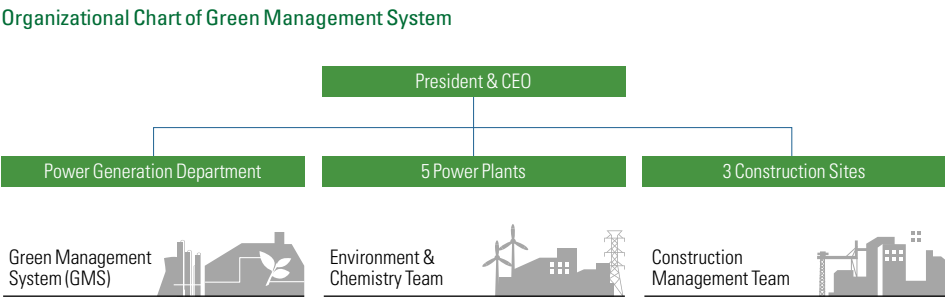 Organizational Chart of Green Management System
President & CEO
Power Generation Department
5 Power Plants
3 Construction Sites
Green Management
System (GMS)
Environment &
Chemistry Team
Construction
Management Team